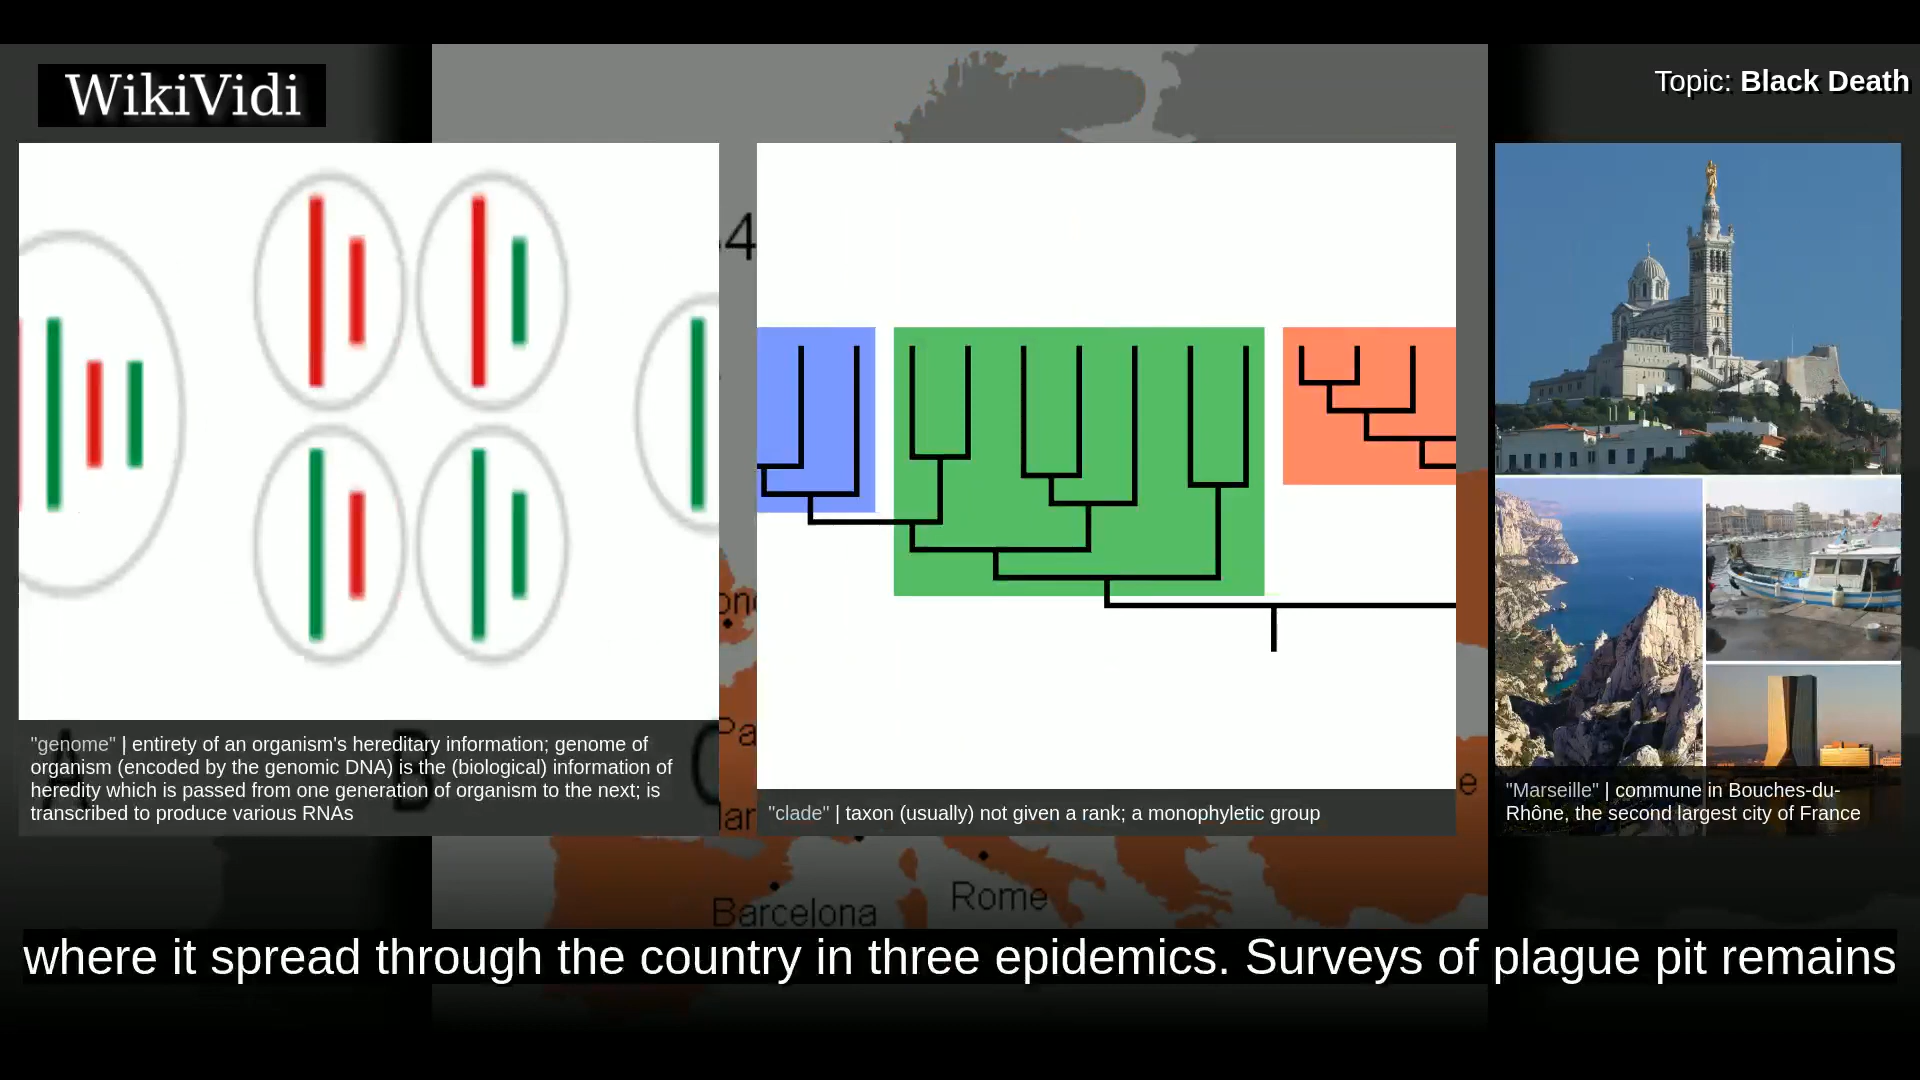 WikiVidi
Topic: Black Death
"genome" | entirety of an organism's hereditary information; genome of
organism (encoded by the genomic DNA) is the (biological) information of
heredity which is passed from one generation of organism to the next; is
transcribed to produce various RNAs
A
B
C
4
"clade" | taxon (usually) not given a rank; a monophyletic group
"Marseille" | commune in Bouches-du-
Rhône, the second largest city of France
Barcelona
Rome
where it spread through the country in three epidemics. Surveys of plague pit remains